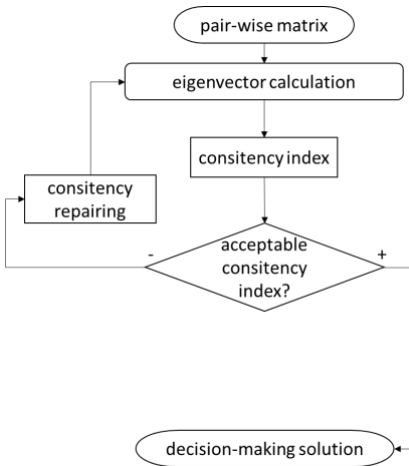 pair-wise matrix
eigenvector calculation
consitency index
consitency
repairing
acceptable
consitency
index?
-
+
decision-making solution